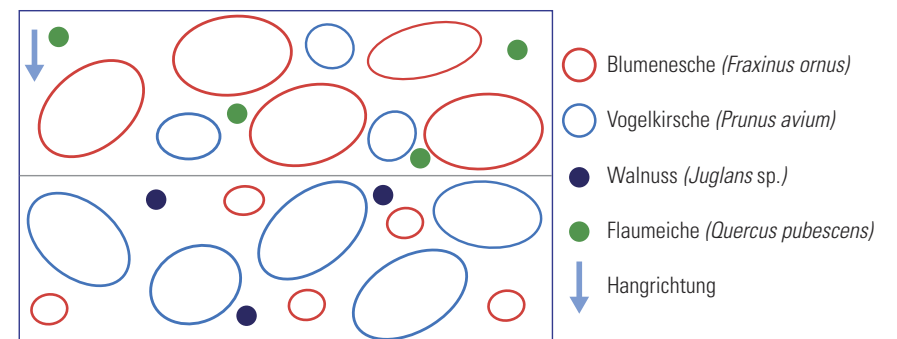 Blumenesche (Fraxinus ornus)
Vogelkirsche (Prunus avium)
Walnuss (Juglans sp.)
Flaumeiche (Quercus pubescens)
Hangrichtung